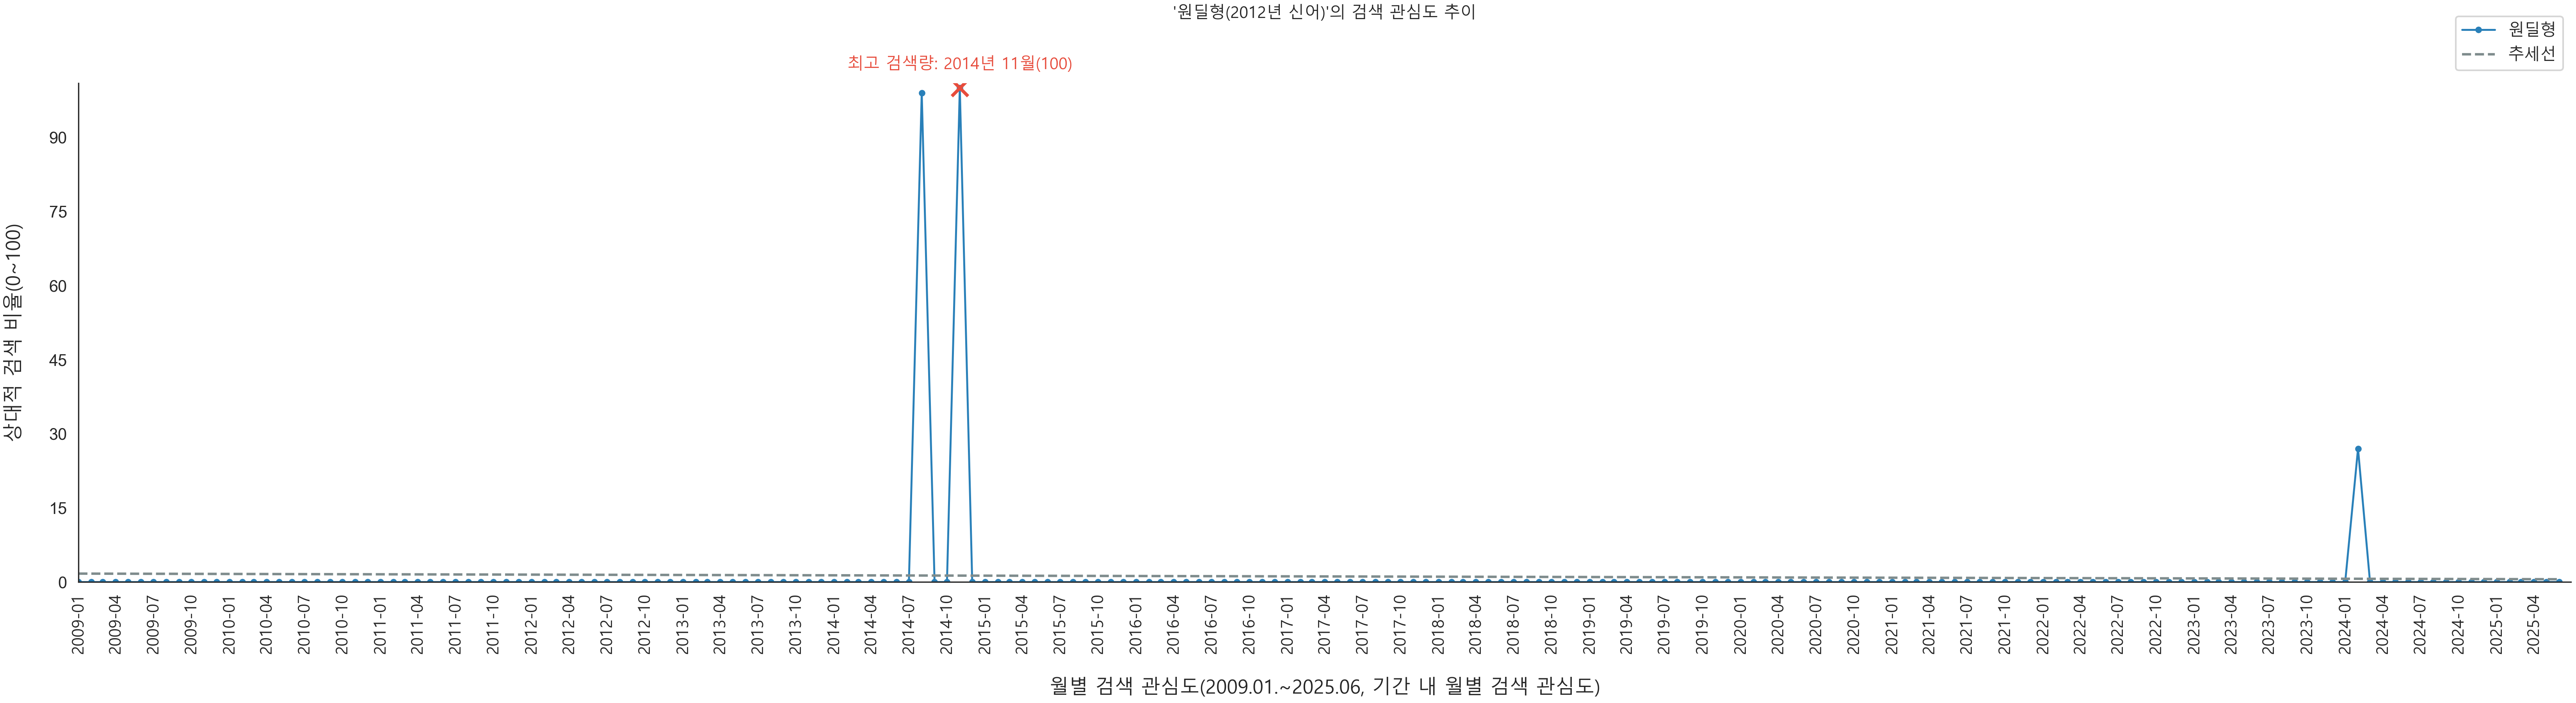 '원딜형(2012년 신어)'의 검색 관심도 추이
원딜형
추세선
최고 검색량: 2014년 11월(100)
상대적 검색 비율(0~100)
90
75
60
45
30
15
0
2009-01 2009-04 2009-07 2009-10 2010-01 2010-04 2010-07 2010-10 2011-01 2011-04 2011-07 2011-10 2012-01 2012-04 2012-07 2012-10 2013-01 2013-04 2013-07 2013-10 2014-01 2014-04 2014-07 2014-10 2015-01 2015-04 2015-07 2015-10 2016-01 2016-04 2016-07 2016-10 2017-01 2017-04 2017-07 2017-10 2018-01 2018-04 2018-07 2018-10 2019-01 2019-04 2019-07 2019-10 2020-01 2020-04 2020-07 2020-10 2021-01 2021-04 2021-07 2021-10 2022-01 2022-04 2022-07 2022-10 2023-01 2023-04 2023-07 2023-10 2024-01 2024-04 2024-07 2024-10 2025-01 2025-04
월별 검색 관심도(2009.01.~2025.06, 기간 내 월별 검색 관심도)